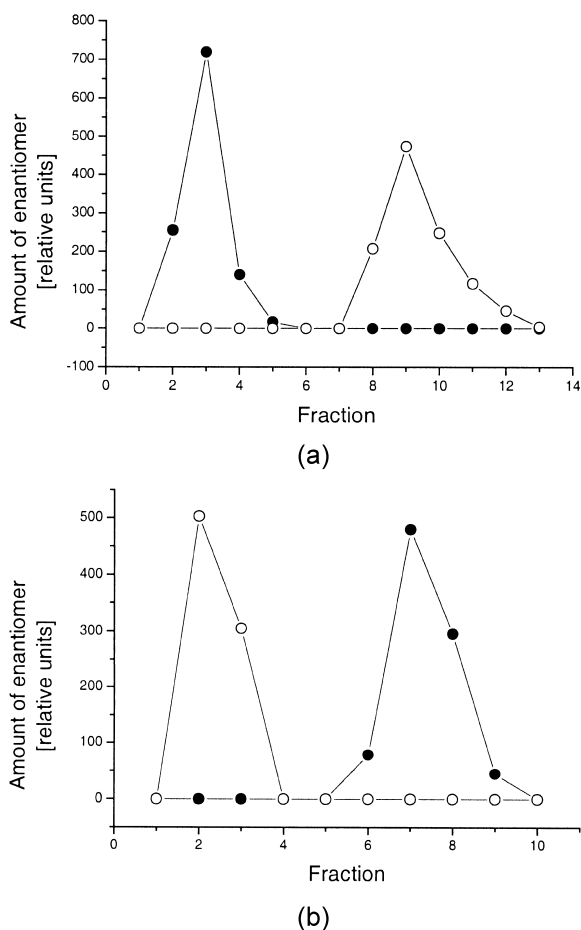 800
700
600
500
400
300
200
100
0
-100
Amount of enantiomer
[relative units]
0 2 4 6 8 10 12 14
Fraction
(a)
500
400
300
200
100
0
Amount of enantiomer
[relative units]
0 2 4 6 8 10
Fraction
(b)